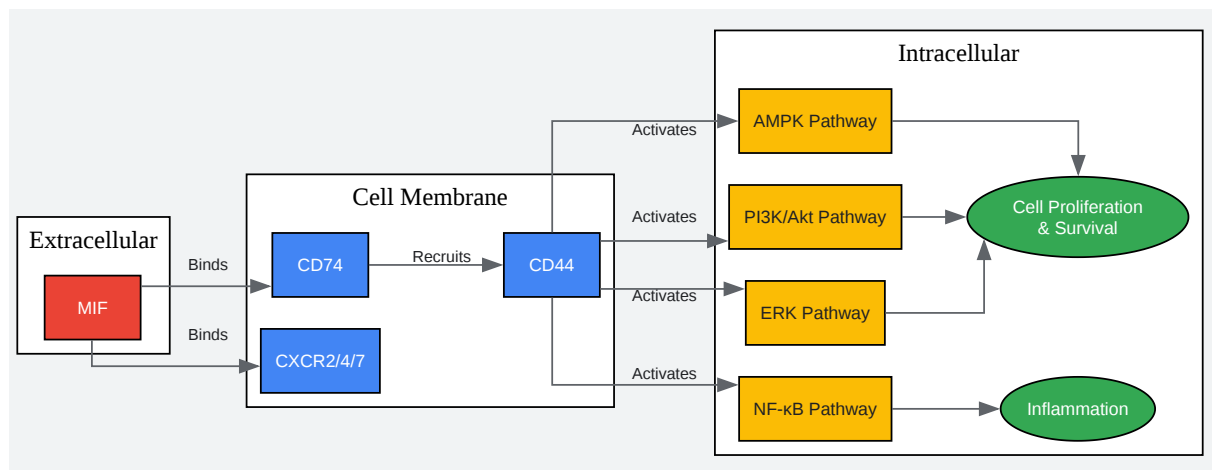 Extracellular
MIF
Binds
Binds
Cell Membrane
CD74
Recruits
CD44
CXCR2/4/7
Activates
Activates
Activates
Activates
Intracellular
AMPK Pathway
PI3K/Akt Pathway
ERK Pathway
NF-κB Pathway
Cell Proliferation
& Survival
Inflammation